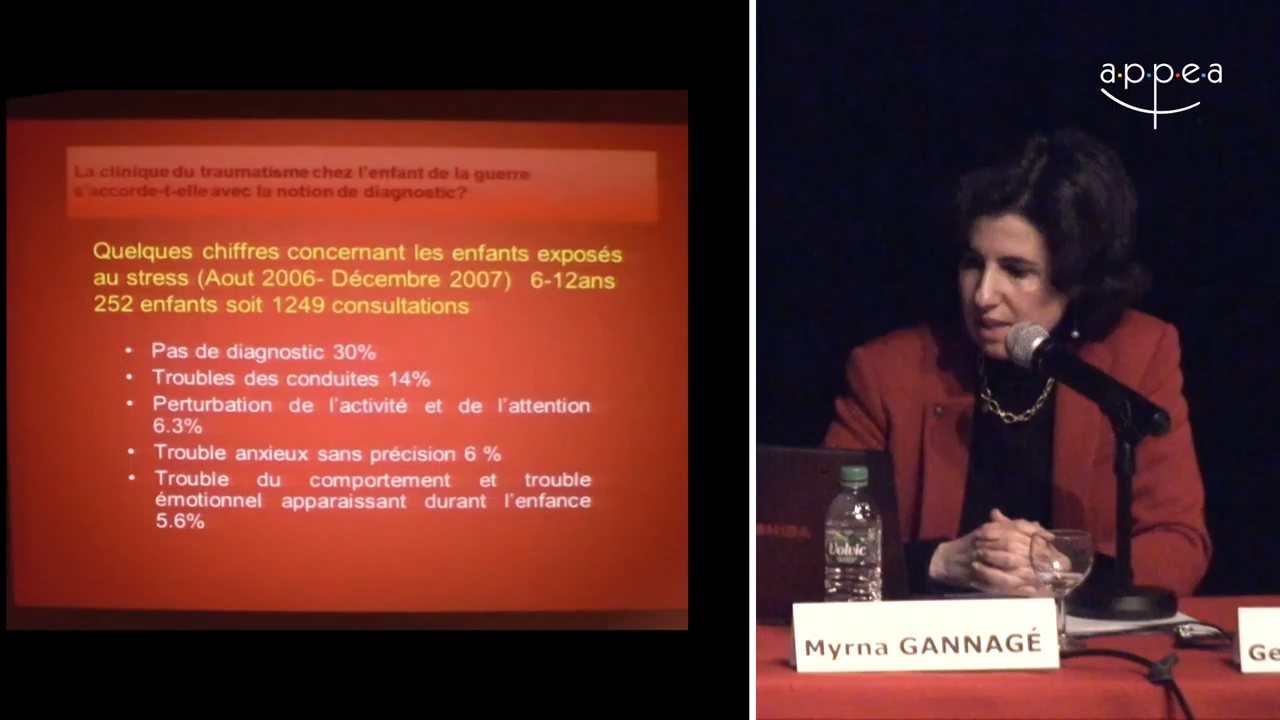 La clinique du traumatisme chez l'enfant de la guerre
s'accorde-t-elle avec la notion de diagnostic?
Quelques chiffres concernant les enfants exposés
au stress (Aout 2006- Décembre 2007) 6-12ans
252 enfants soit 1249 consultations
• Pas de diagnostic 30%
• Troubles des conduites 14%
• Perturbation de l'activité et de l'attention
6.3%
• Trouble anxieux sans précision 6 %
• Trouble du comportement et trouble
émotionnel apparaissant durant l'enfance
5.6%
a·p·p·e·a
Volvic
Myrna GANNAGÉ
Ge